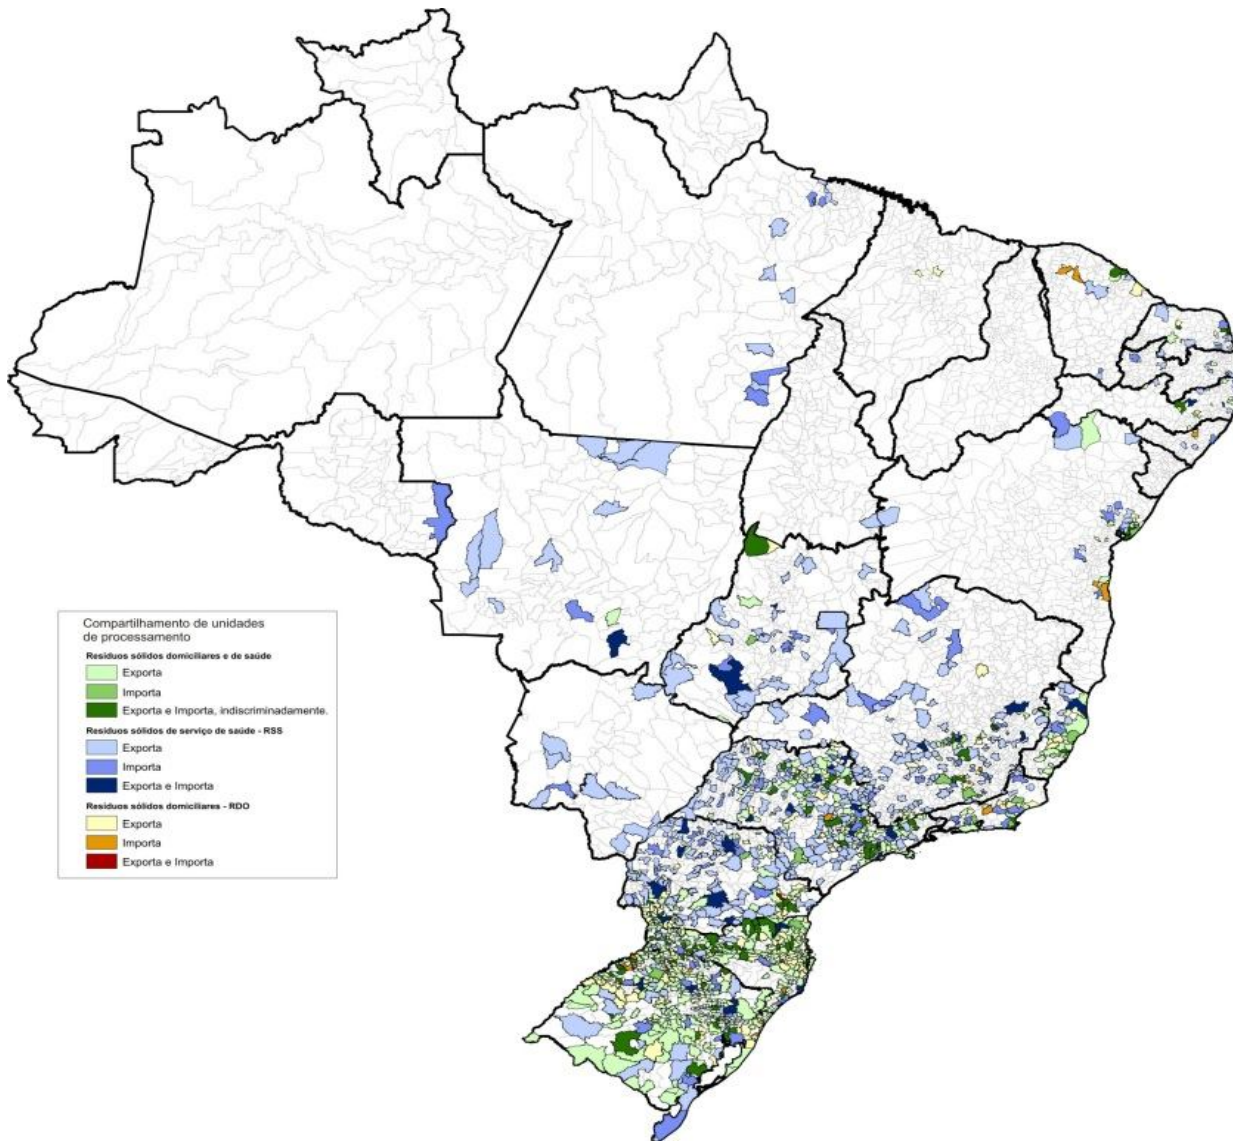 Compartilhamento de unidades
de processamento
Resíduos sólidos domiciliares e de saúde
Exporta
Importa
Exporta e Importa, indiscriminadamente.
Resíduos sólidos de serviço de saúde - RSS
Exporta
Importa
Exporta e Importa
Resíduos sólidos domiciliares - RDO
Exporta
Importa
Exporta e Importa